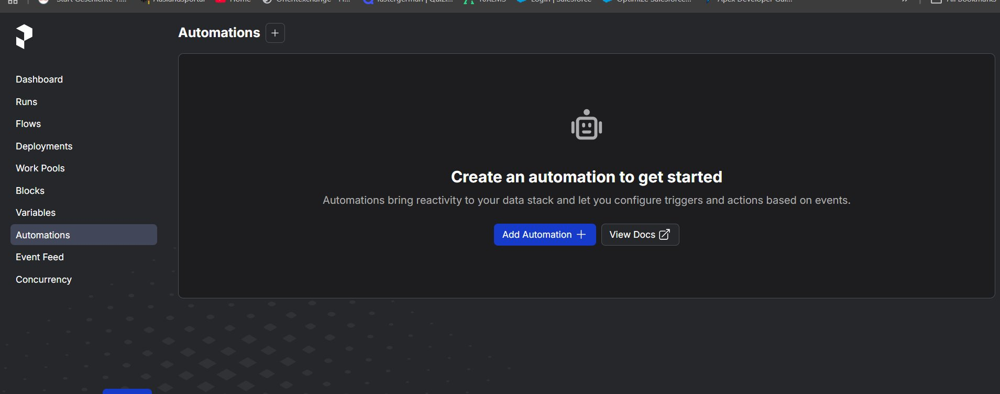 Automations
Dashboard
Runs
Flows
Deployments
Work Pools
Blocks
Variables
Automations
Event Feed
Concurrency
Create an automation to get started
Automations bring reactivity to your data stack and let you configure triggers and actions based on events.
Add Automation
View Docs